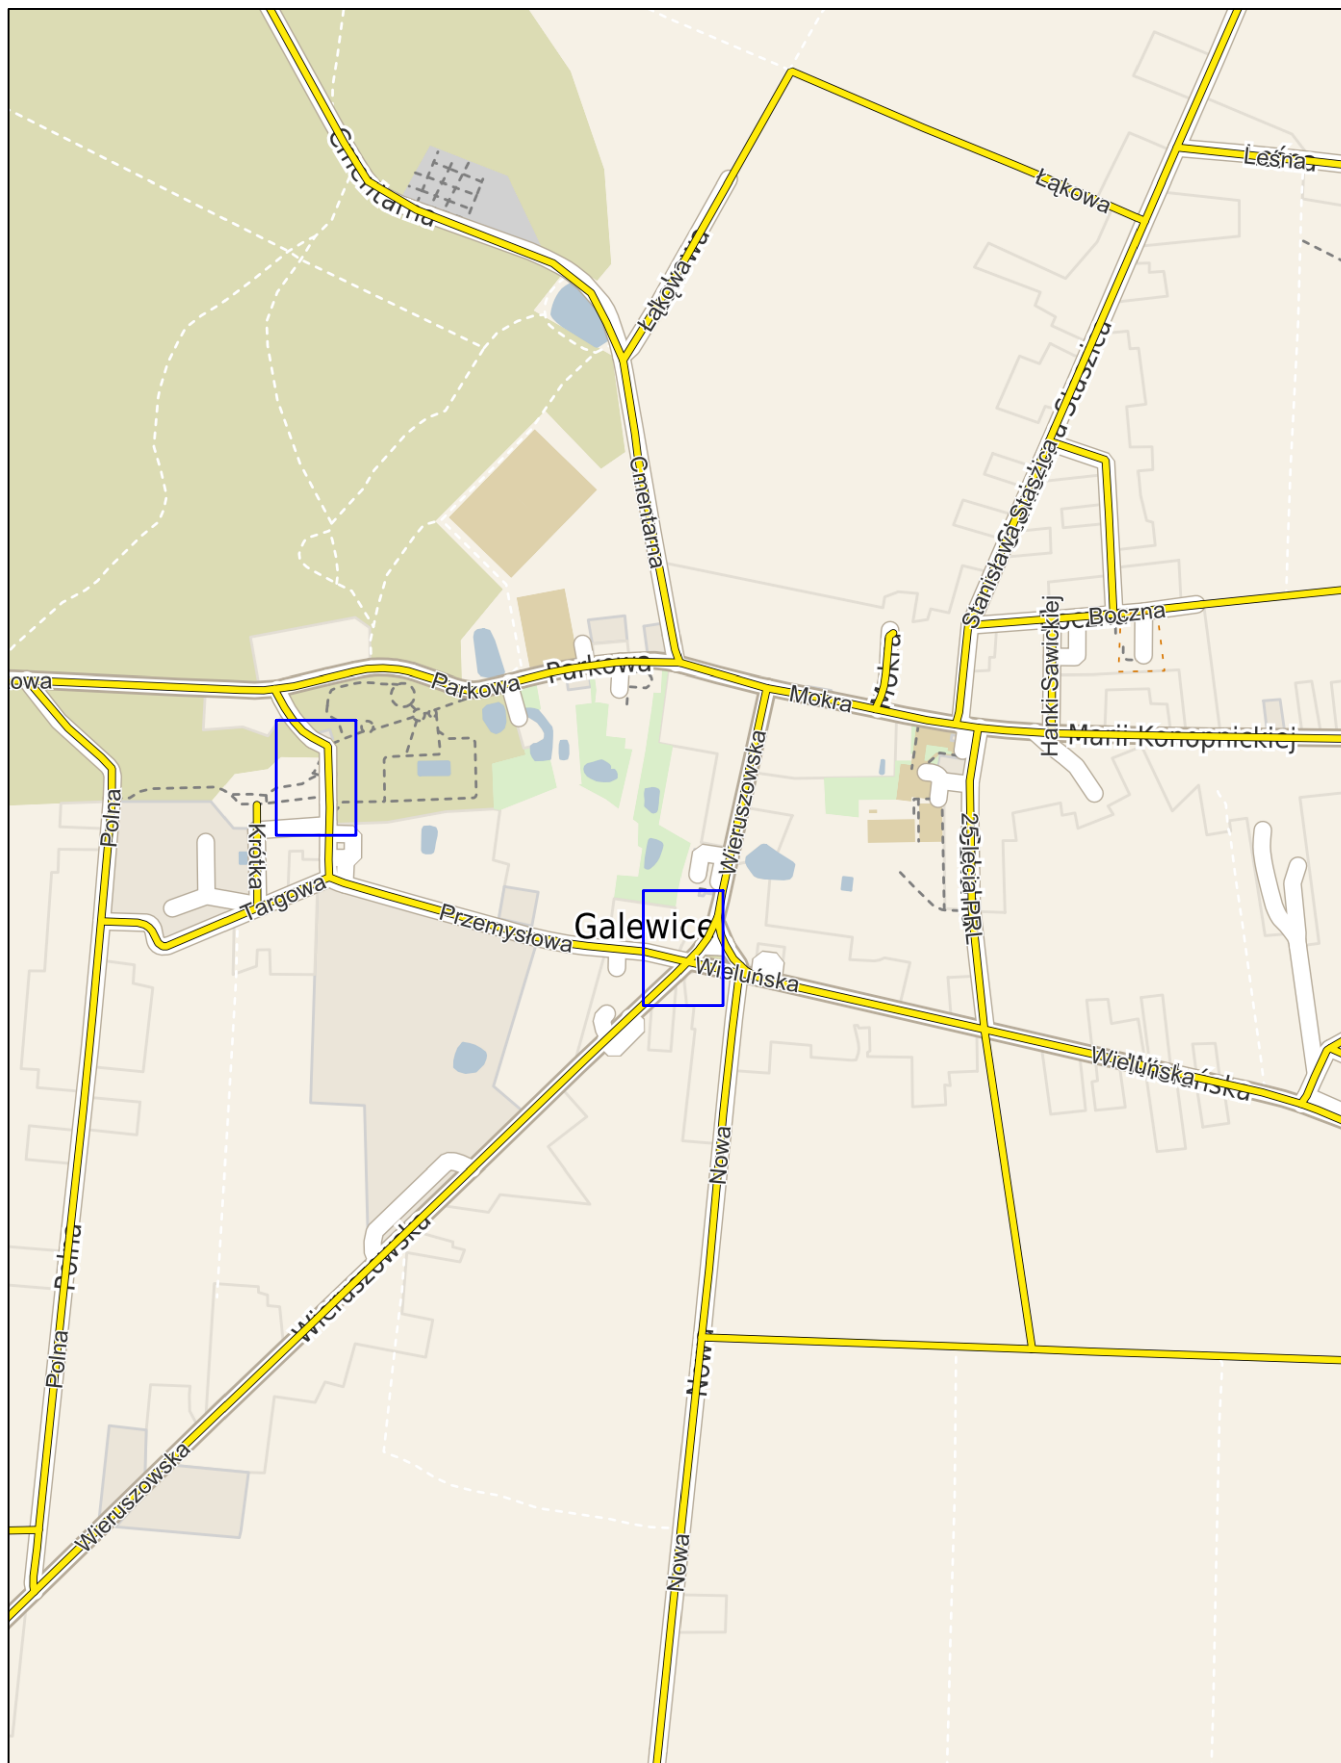 Cmentarna
Łąkowa
Leśna
Łąkowa
Stanisława Staszica
Cmentarna
Boczna
Hanki Sawickiej
Mokra
Parkowa
Parkowa
owa
Mokra
Marii Konopnickiej
Wieruszowska
Polna
Krótka
Targowa
Przemysłowa
Galewice
Wieluńska
25-lecia PRL
Wieluńska
Nowa
Polna
Wieruszowska
Polna
Nowa
Wieruszowska
Nowa